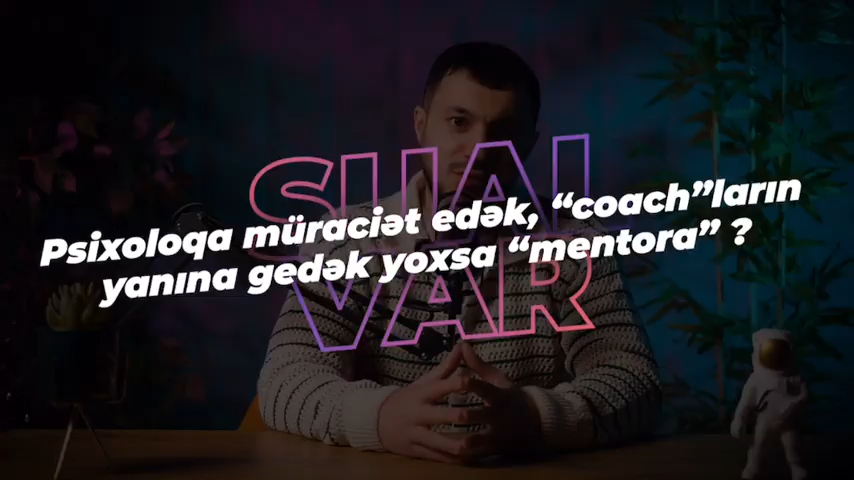 SUAL
VAR
Psixoloqa müraciət edək, “coach”ların
yanına gedək yoxsa “mentora” ?